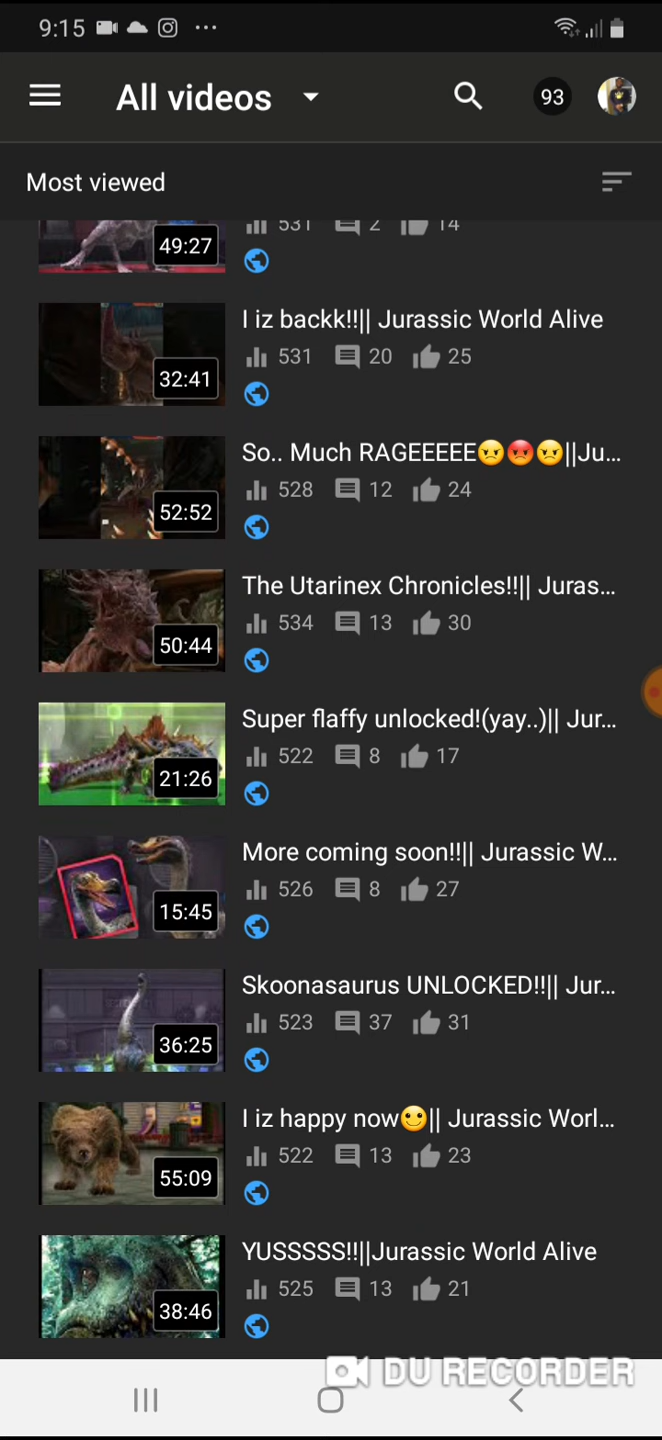 9:15
All videos
93
Most viewed
49:27
531 2 14
I iz backk!!|| Jurassic World Alive
32:41
531 20 25
So.. Much RAGEEEEE😠😡😠||Ju...
52:52
528 12 24
The Utarinex Chronicles!!|| Juras...
50:44
534 13 30
Super flaffy unlocked!(yay..)|| Jur...
21:26
522 8 17
More coming soon!!|| Jurassic W...
15:45
526 8 27
Skoonasaurus UNLOCKED!!|| Jur...
36:25
523 37 31
I iz happy now🙂|| Jurassic Worl...
55:09
522 13 23
YUSSSSS!!||Jurassic World Alive
38:46
525 13 21
DU RECORDER